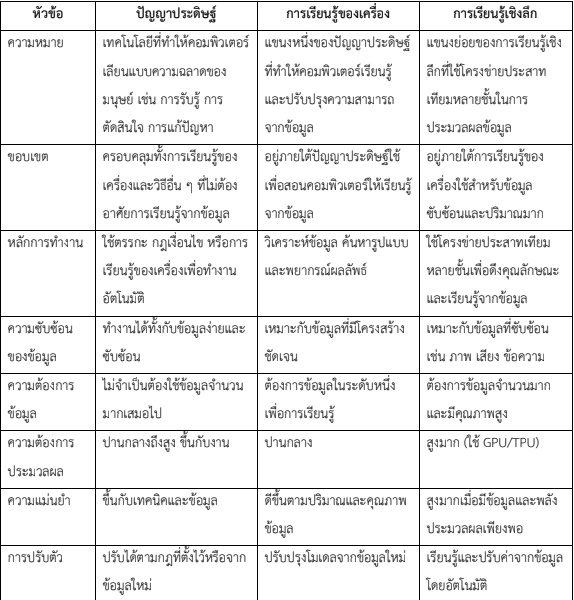 หัวข้อ ปัญญาประดิษฐ์ การเรียนรู้ของเครื่อง การเรียนรู้เชิงลึก
ความหมาย เทคโนโลยีที่ทำให้คอมพิวเตอร์ แขนงหนึ่งของปัญญาประดิษฐ์ แขนงย่อยของการเรียนรู้เชิง
เลียนแบบความฉลาดของ ที่ทำให้คอมพิวเตอร์เรียนรู้ ลึกที่ใช้โครงข่ายประสาท
มนุษย์ เช่น การรับรู้ การ และปรับปรุงความสามารถ เทียมหลายชั้นในการ
ตัดสินใจ การแก้ปัญหา จากข้อมูล ประมวลผลข้อมูล
ขอบเขต ครอบคลุมทั้งการเรียนรู้ของ อยู่ภายใต้ปัญญาประดิษฐ์ใช้ อยู่ภายใต้การเรียนรู้ของ
เครื่องและวิธีอื่น ๆ ที่ไม่ต้อง เพื่อสอนคอมพิวเตอร์ให้เรียนรู้ เครื่องใช้สำหรับข้อมูล
อาศัยการเรียนรู้จากข้อมูล จากข้อมูล ซับซ้อนและปริมาณมาก
หลักการทำงาน ใช้ตรรกะ กฎเงื่อนไข หรือการ วิเคราะห์ข้อมูล ค้นหารูปแบบ ใช้โครงข่ายประสาทเทียม
เรียนรู้ของเครื่องเพื่อทำงาน และพยากรณ์ผลลัพธ์ หลายชั้นเพื่อดึงคุณลักษณะ
อัตโนมัติ และเรียนรู้จากข้อมูล
ความซับซ้อน ทำงานได้ทั้งกับข้อมูลง่ายและ เหมาะกับข้อมูลที่มีโครงสร้าง เหมาะกับข้อมูลที่ซับซ้อน
ของข้อมูล ซับซ้อน ชัดเจน เช่น ภาพ เสียง ข้อความ
ความต้องการ ไม่จำเป็นต้องใช้ข้อมูลจำนวน ต้องการข้อมูลในระดับหนึ่ง ต้องการข้อมูลจำนวนมาก
ข้อมูล มากเสมอไป เพื่อการเรียนรู้ และมีคุณภาพสูง
ความต้องการ ปานกลางถึงสูง ขึ้นกับงาน ปานกลาง สูงมาก (ใช้ GPU/TPU)
ประมวลผล
ความแม่นยำ ขึ้นกับเทคนิคและข้อมูล ดีขึ้นตามปริมาณและคุณภาพ สูงมากเมื่อมีข้อมูลและพลัง
ข้อมูล ประมวลผลเพียงพอ
การปรับตัว ปรับได้ตามกฎที่ตั้งไว้หรือจาก ปรับปรุงโมเดลจากข้อมูลใหม่ เรียนรู้และปรับค่าจากข้อมูล
ข้อมูลใหม่ โดยอัตโนมัติ